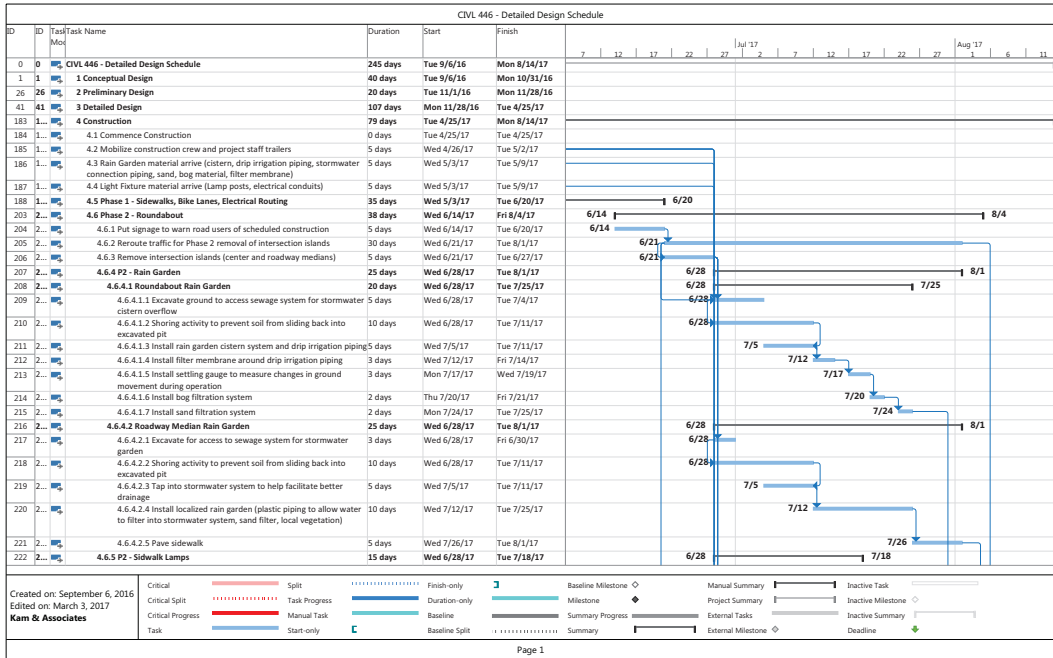 CIVL 446 - Detailed Design Schedule
ID ID Task Mod Task Name Duration Start Finish
Jul '17 Aug '17
7 12 17 22 27 2 7 12 17 22 27 1 6 11
0 0 CIVL 446 - Detailed Design Schedule 245 days Tue 9/6/16 Mon 8/14/17
1 1 1 Conceptual Design 40 days Tue 9/6/16 Mon 10/31/16
26 26 2 Preliminary Design 20 days Tue 11/1/16 Mon 11/28/16
41 41 3 Detailed Design 107 days Mon 11/28/16 Tue 4/25/17
183 1... 4 Construction 79 days Tue 4/25/17 Mon 8/14/17
184 1... 4.1 Commence Construction 0 days Tue 4/25/17 Tue 4/25/17
185 1... 4.2 Mobilize construction crew and project staff trailers 5 days Wed 4/26/17 Tue 5/2/17
186 1... 4.3 Rain Garden material arrive (cistern, drip irrigation piping, stormwater 5 days Wed 5/3/17 Tue 5/9/17
connection piping, sand, bog material, filter membrane)
187 1... 4.4 Light Fixture material arrive (Lamp posts, electrical conduits) 5 days Wed 5/3/17 Tue 5/9/17
188 1... 4.5 Phase 1 - Sidewalks, Bike Lanes, Electrical Routing 35 days Wed 5/3/17 Tue 6/20/17 6/20
203 2... 4.6 Phase 2 - Roundabout 38 days Wed 6/14/17 Fri 8/4/17 6/14 8/4
204 2... 4.6.1 Put signage to warn road users of scheduled construction 5 days Wed 6/14/17 Tue 6/20/17 6/14
205 2... 4.6.2 Reroute traffic for Phase 2 removal of intersection islands 30 days Wed 6/21/17 Tue 8/1/17 6/21
206 2... 4.6.3 Remove intersection islands (center and roadway medians) 5 days Wed 6/21/17 Tue 6/27/17 6/21
207 2... 4.6.4 P2 - Rain Garden 25 days Wed 6/28/17 Tue 8/1/17 6/28 8/1
208 2... 4.6.4.1 Roundabout Rain Garden 20 days Wed 6/28/17 Tue 7/25/17 6/28 7/25
209 2... 4.6.4.1.1 Excavate ground to access sewage system for stormwater 5 days Wed 6/28/17 Tue 7/4/17 6/28
cistern overflow
210 2... 4.6.4.1.2 Shoring activity to prevent soil from sliding back into 10 days Wed 6/28/17 Tue 7/11/17 6/28
excavated pit
211 2... 4.6.4.1.3 Install rain garden cistern system and drip irrigation piping 5 days Wed 7/5/17 Tue 7/11/17 7/5
212 2... 4.6.4.1.4 Install filter membrane around drip irrigation piping 3 days Wed 7/12/17 Fri 7/14/17 7/12
213 2... 4.6.4.1.5 Install settling gauge to measure changes in ground 3 days Mon 7/17/17 Wed 7/19/17 7/17
movement during operation
214 2... 4.6.4.1.6 Install bog filtration system 2 days Thu 7/20/17 Fri 7/21/17 7/20
215 2... 4.6.4.1.7 Install sand filtration system 2 days Mon 7/24/17 Tue 7/25/17 7/24
216 2... 4.6.4.2 Roadway Median Rain Garden 25 days Wed 6/28/17 Tue 8/1/17 6/28 8/1
217 2... 4.6.4.2.1 Excavate for access to sewage system for stormwater 3 days Wed 6/28/17 Fri 6/30/17 6/28
garden
218 2... 4.6.4.2.2 Shoring activity to prevent soil from sliding back into 10 days Wed 6/28/17 Tue 7/11/17 6/28
excavated pit
219 2... 4.6.4.2.3 Tap into stormwater system to help facilitate better 5 days Wed 7/5/17 Tue 7/11/17 7/5
drainage
220 2... 4.6.4.2.4 Install localized rain garden (plastic piping to allow water 10 days Wed 7/12/17 Tue 7/25/17 7/12
to filter into stormwater system, sand filter, local vegetation)
221 2... 4.6.4.2.5 Pave sidewalk 5 days Wed 7/26/17 Tue 8/1/17 7/26
222 2... 4.6.5 P2 - Sidwalk Lamps 15 days Wed 6/28/17 Tue 7/18/17 6/28 7/18
Created on: September 6, 2016
Edited on: March 3, 2017
Kam & Associates
Critical Split Finish-only Baseline Milestone Manual Summary Inactive Task
Critical Split Task Progress Duration-only Milestone Project Summary Inactive Milestone
Critical Progress Manual Task Baseline Summary Progress External Tasks Inactive Summary
Task Start-only Baseline Split Summary External Milestone Deadline
Page 1